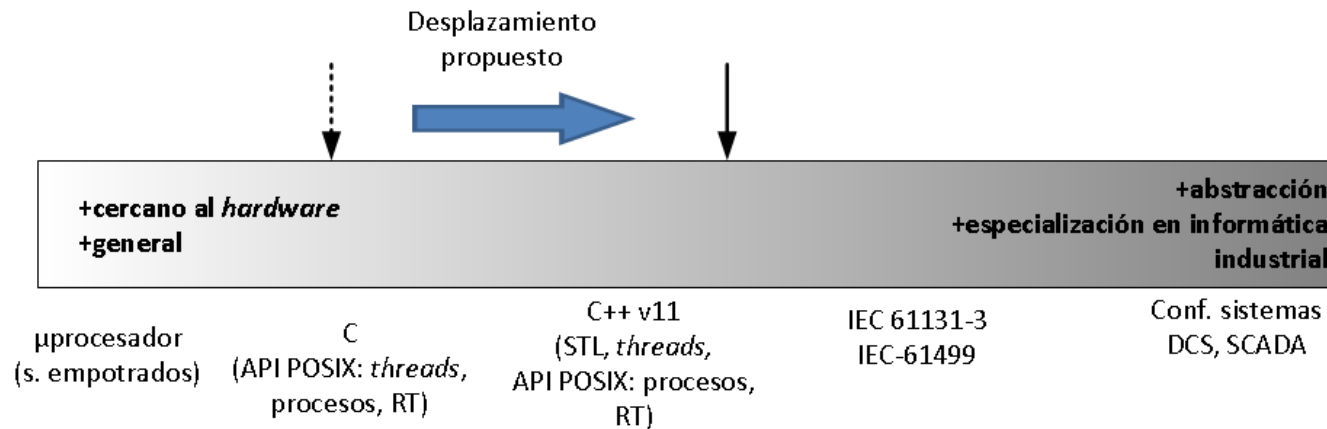 Desplazamiento
propuesto
+cercano al hardware
+general
+abstracción
+especialización en informática
industrial
µprocesador
(s. empotrados)
C
(API POSIX: threads,
procesos, RT)
C++ v11
(STL, threads,
API POSIX: procesos,
RT)
IEC 61131-3
IEC-61499
Conf. sistemas
DCS, SCADA